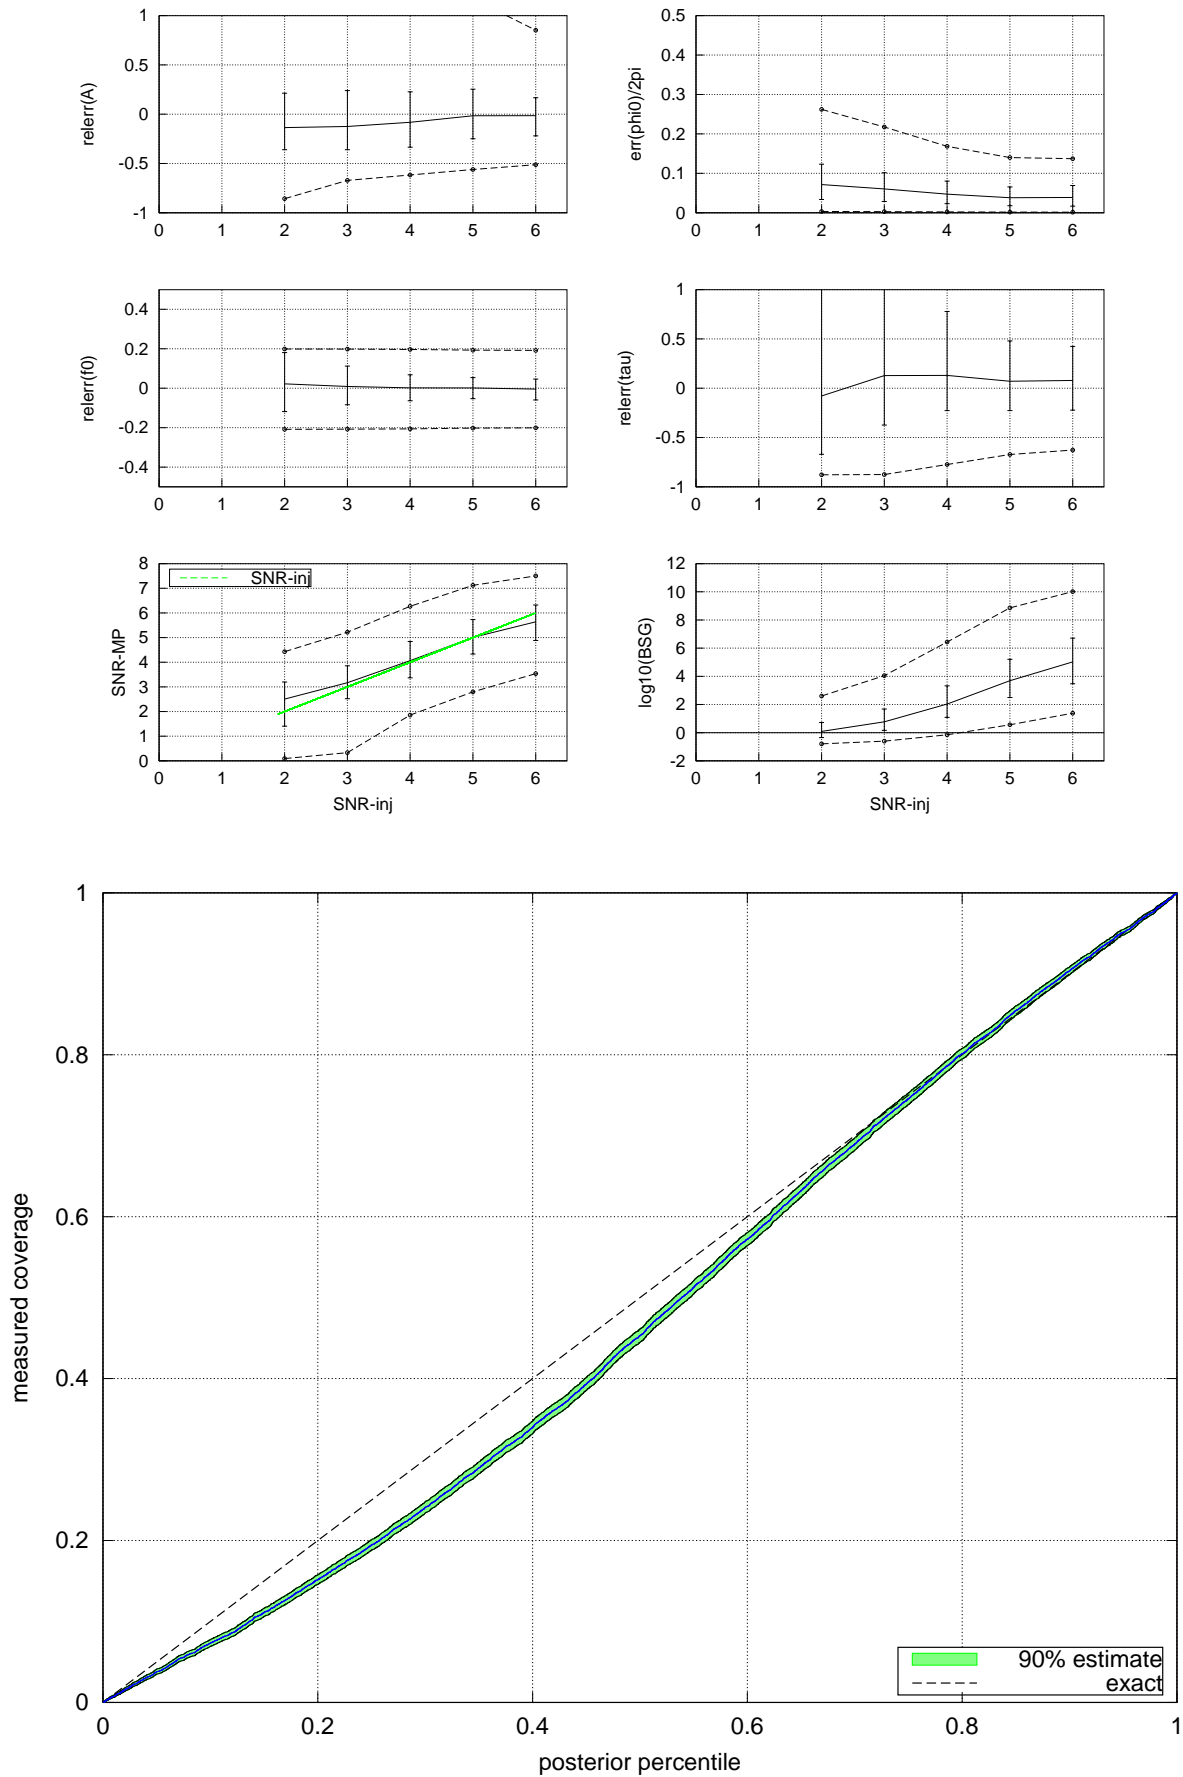 1
0.5
0
-0.5
-1
0 1 2 3 4 5 6
relerr(A)
0.5
0.4
0.3
0.2
0.1
0
0 1 2 3 4 5 6
err(phi0)/2pi
0.4
0.2
0
-0.2
-0.4
0 1 2 3 4 5 6
relerr(f0)
1
0.5
0
-0.5
-1
0 1 2 3 4 5 6
relerr(tau)
8
7
6
5
4
3
2
1
0
0 1 2 3 4 5 6
SNR-MP
SNR-inj
SNR-inj
12
10
8
6
4
2
0
-2
0 1 2 3 4 5 6
log10(BSG)
SNR-inj
1
0.8
0.6
0.4
0.2
0
0 0.2 0.4 0.6 0.8 1
measured coverage
posterior percentile
90% estimate
exact